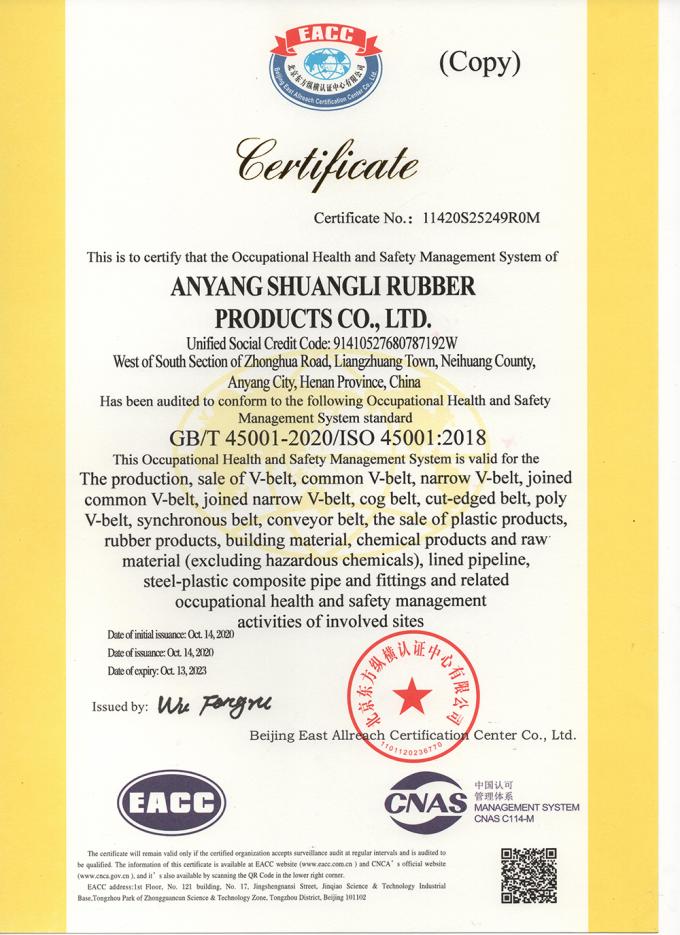 EACC
北京东方纵横认证中心有限公司
Beijing East Allreach Certification Center Co., Ltd.
(Copy)
Certificate
Certificate No.: 11420S25249R0M
This is to certify that the Occupational Health and Safety Management System of
ANYANG SHUANGLI RUBBER
PRODUCTS CO., LTD.
Unified Social Credit Code: 91410527680787192W
West of South Section of Zhonghua Road, Liangzhuang Town, Neihuang County,
Anyang City, Henan Province, China
Has been audited to conform to the following Occupational Health and Safety
Management System standard
GB/T 45001-2020/ISO 45001:2018
This Occupational Health and Safety Management System is valid for the
The production, sale of V-belt, common V-belt, narrow V-belt, joined
common V-belt, joined narrow V-belt, cog belt, cut-edged belt, poly
V-belt, synchronous belt, conveyor belt, the sale of plastic products,
rubber products, building material, chemical products and raw
material (excluding hazardous chemicals), lined pipeline,
steel-plastic composite pipe and fittings and related
occupational health and safety management
activities of involved sites
Date of initial issuance: Oct. 14, 2020
Date of issuance: Oct. 14, 2020
Date of expiry: Oct. 13, 2023
Issued by: Wu Fengru
北京东方纵横认证中心有限公司
1101120236770
Beijing East Allreach Certification Center Co., Ltd.
EACC
CNAS
中国认可
管理体系
MANAGEMENT SYSTEM
CNAS C114-M
The certificate will remain valid only if the certified organization accepts surveillance audit at regular intervals and is audited to
be qualified. The information of this certificate is available at EACC website (www.eacc.com.cn ) and CNCA's official website
(www.cnca.gov.cn ), and it's also available by scanning the QR Code in the lower right corner.
EACC address:1st Floor, No. 121 building, No. 17, Jingshengnansi Street, Jinqiao Science & Technology Industrial
Base,Tongzhou Park of Zhongguancun Science & Technology Zone, Tongzhou District, Beijing 101102